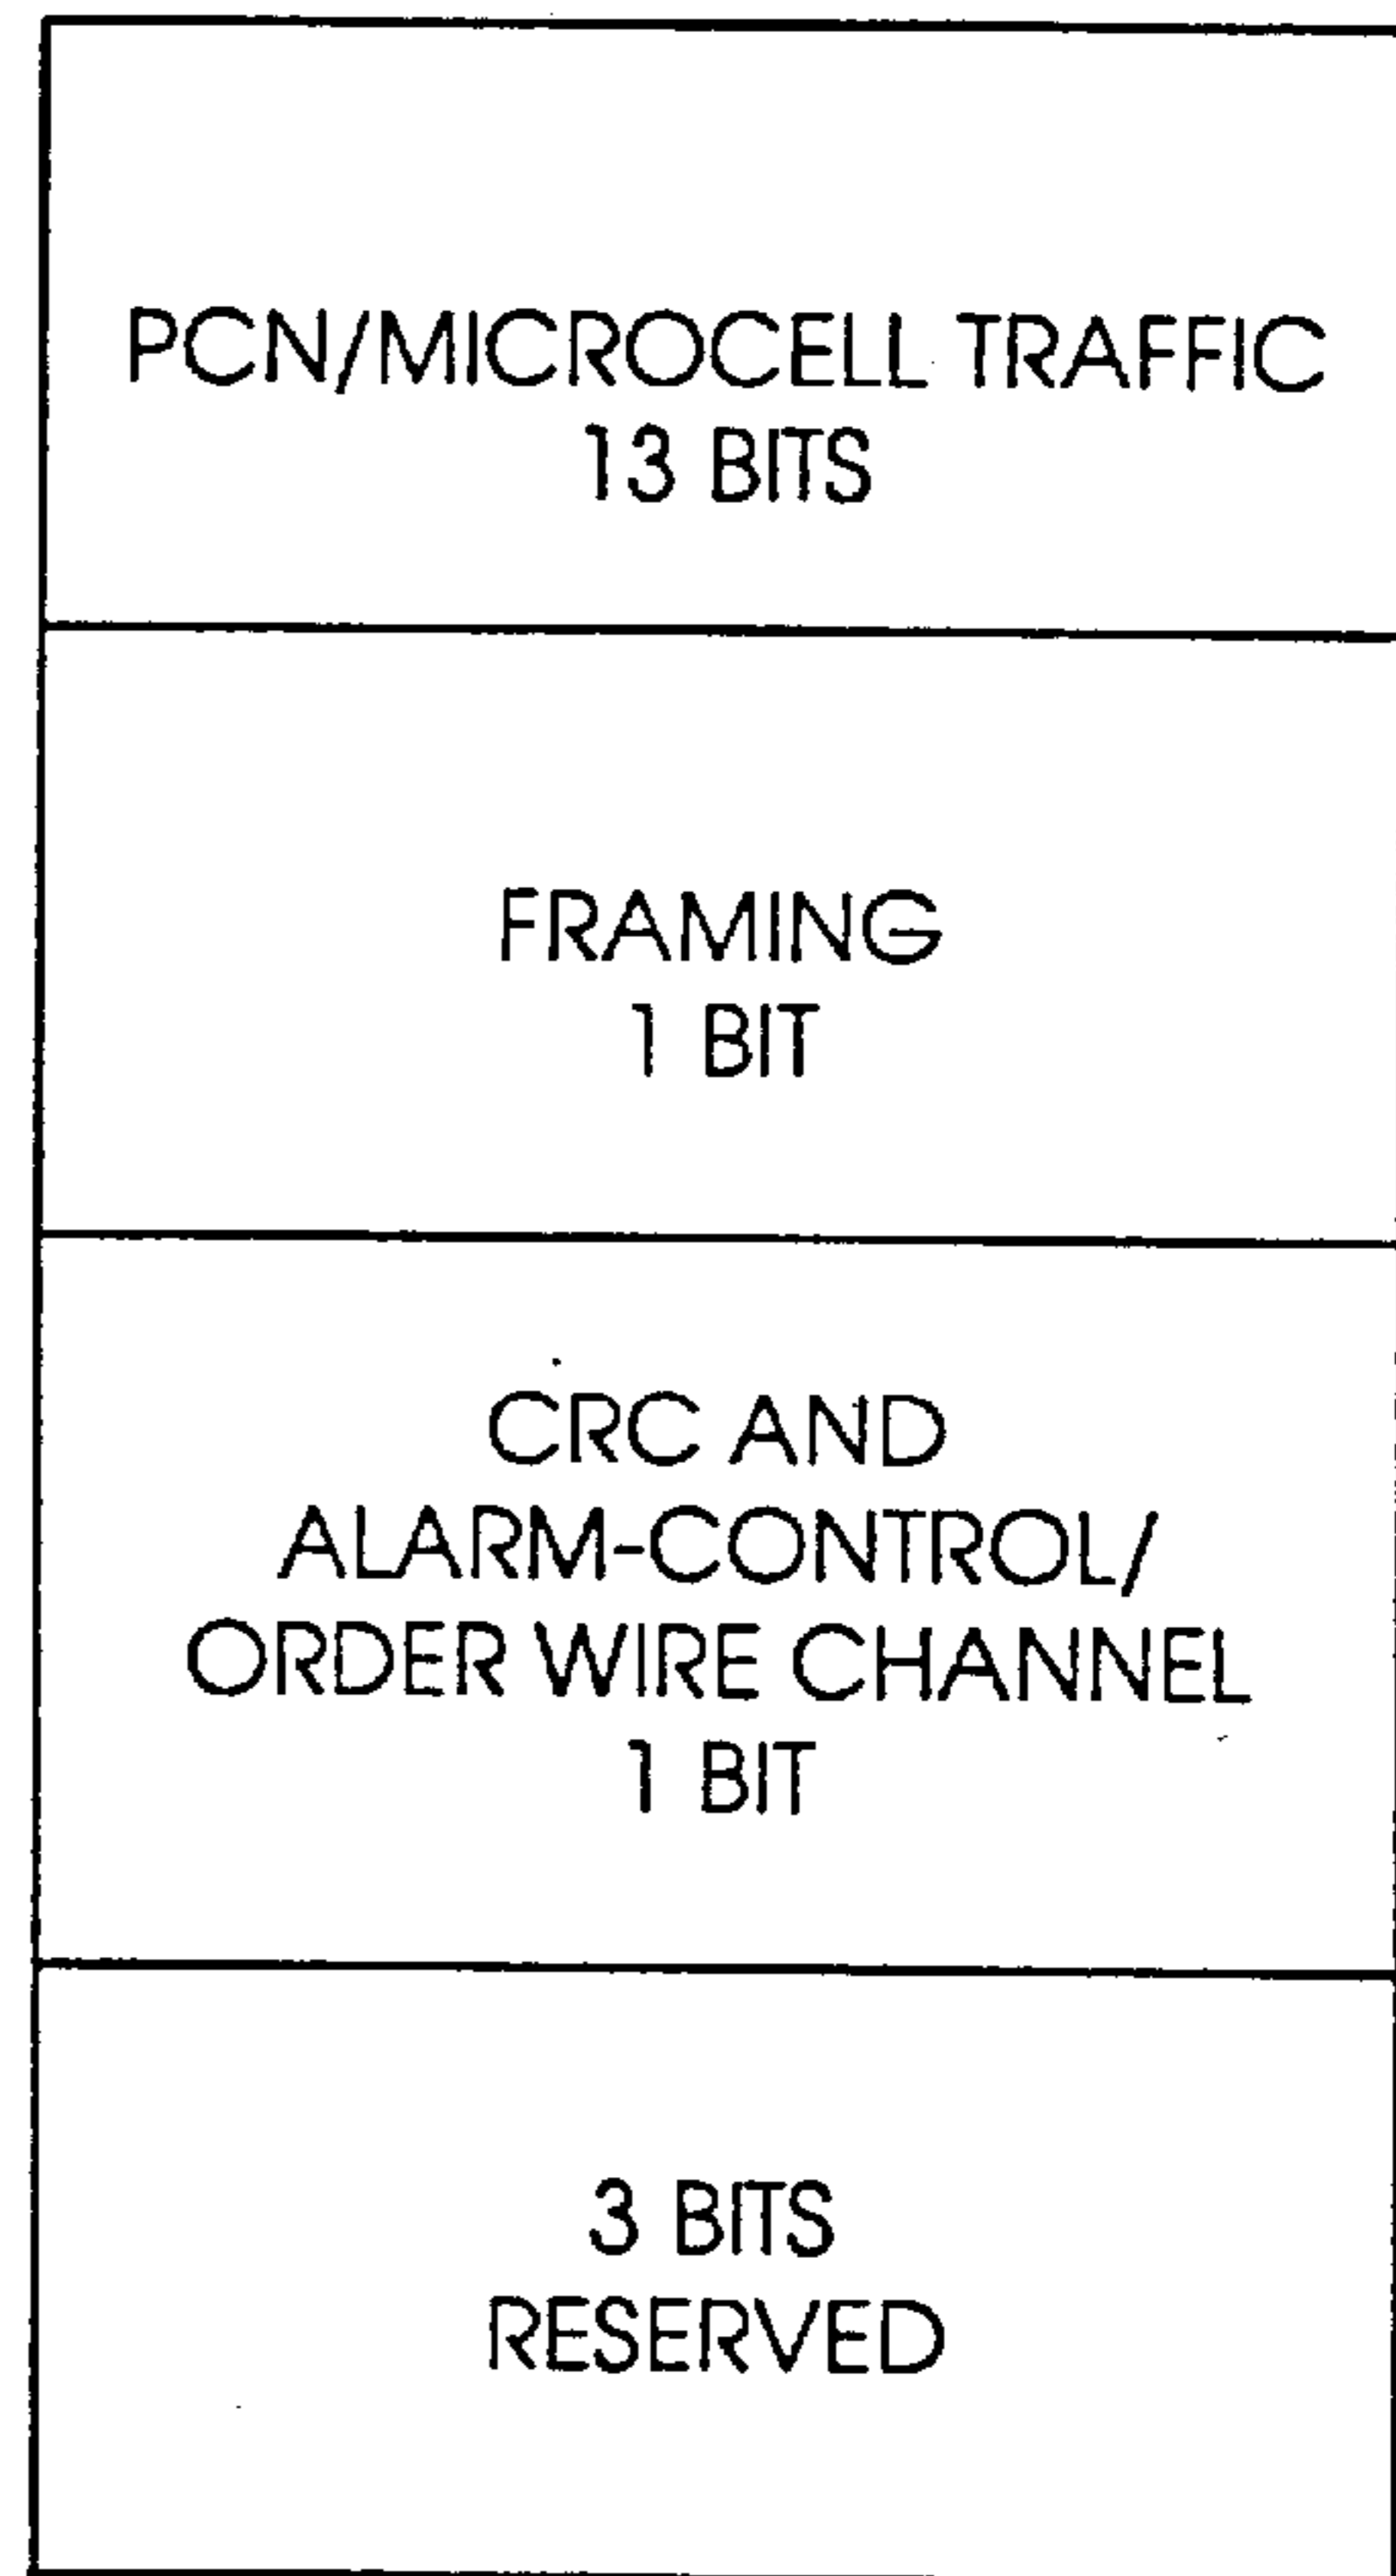 PCN/MICROCELL TRAFFIC
13 BITS
FRAMING
1 BIT
CRC AND
ALARM-CONTROL/
ORDER WIRE CHANNEL
1 BIT
3 BITS
RESERVED